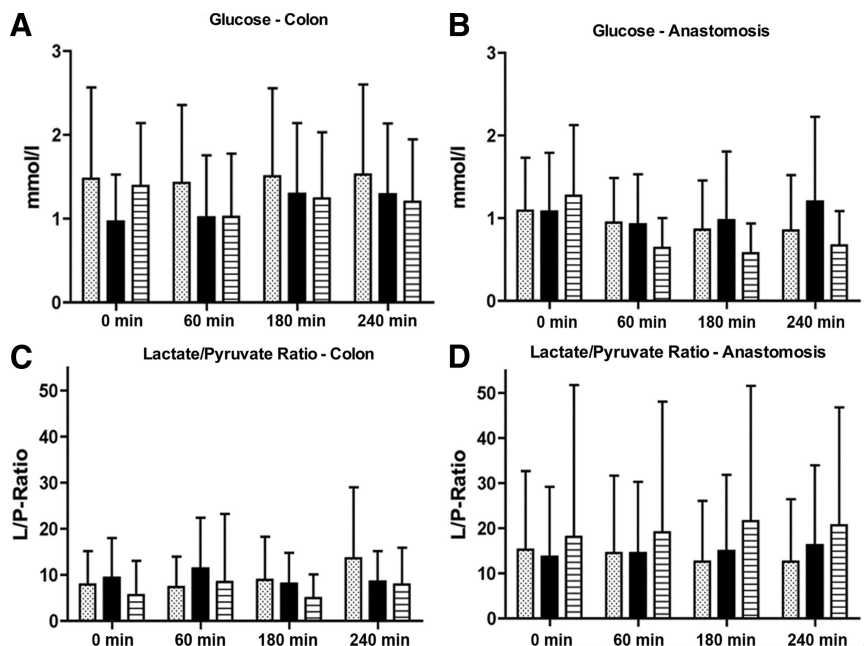 A
Glucose - Colon
mmol/l
3
2
1
0
0 min 60 min 180 min 240 min
B
Glucose - Anastomosis
mmol/l
3
2
1
0
0 min 60 min 180 min 240 min
C
Lactate/Pyruvate Ratio - Colon
L/P-Ratio
50
40
30
20
10
0
0 min 60 min 180 min 240 min
D
Lactate/Pyruvate Ratio - Anastomosis
L/P-Ratio
50
40
30
20
10
0
0 min 60 min 180 min 240 min